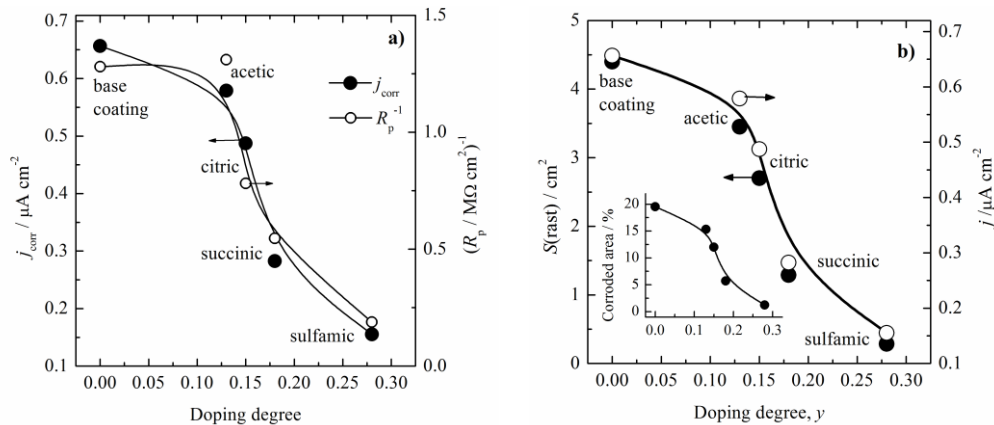 a)
0.7
0.6
0.5
0.4
0.3
0.2
0.1
j_corr / μA cm⁻²
1.5
1.0
0.5
0.0
(R_p / MΩ cm²)⁻¹
base
coating
acetic
citric
succinic
sulfamic
j_corr
R_p⁻¹
0.00 0.05 0.10 0.15 0.20 0.25 0.30
Doping degree
b)
5
4
3
2
1
0
S(rast) / cm²
0.7
0.6
0.5
0.4
0.3
0.2
0.1
j /μA cm⁻²
base
coating
acetic
citric
succinic
sulfamic
20
15
10
5
0
Corroded area / %
0.0 0.1 0.2 0.3
0.00 0.05 0.10 0.15 0.20 0.25 0.30
Doping degree, y